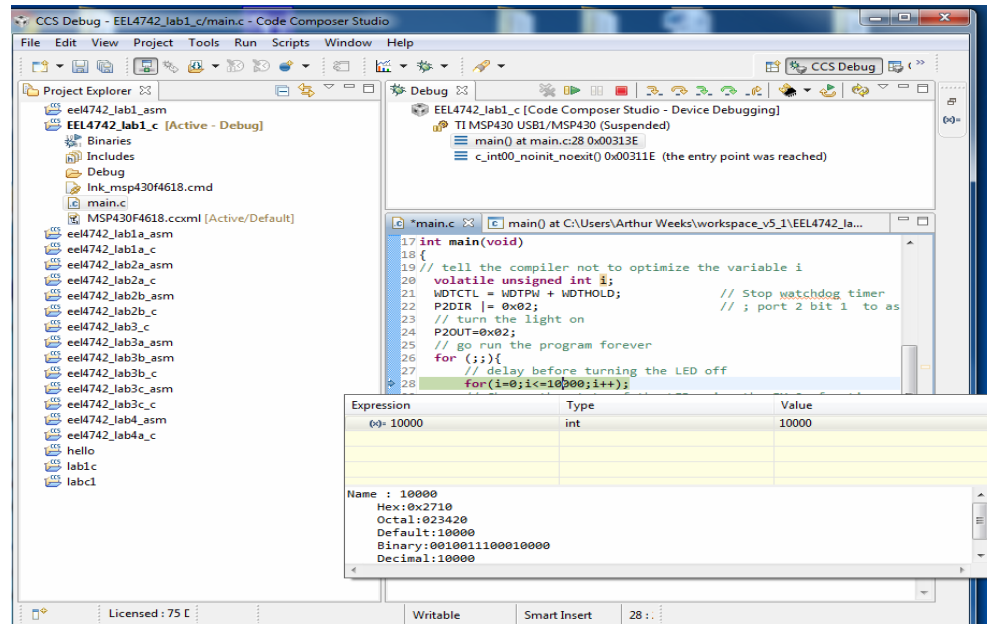 CCS Debug - EEL4742_lab1_c/main.c - Code Composer Studio
File Edit View Project Tools Run Scripts Window Help
CCS Debug
Project Explorer
eel4742_lab1_asm
EEL4742_lab1_c [Active - Debug]
Binaries
Includes
Debug
lnk_msp430f4618.cmd
main.c
MSP430F4618.ccxml [Active/Default]
eel4742_lab1a_asm
eel4742_lab1a_c
eel4742_lab2a_asm
eel4742_lab2a_c
eel4742_lab2b_asm
eel4742_lab2b_c
eel4742_lab3_c
eel4742_lab3a_asm
eel4742_lab3b_asm
eel4742_lab3b_c
eel4742_lab3c_asm
eel4742_lab3c_c
eel4742_lab4_asm
eel4742_lab4a_c
hello
lab1c
labc1
Debug
EEL4742_lab1_c [Code Composer Studio - Device Debugging]
TI MSP430 USB1/MSP430 (Suspended)
main() at main.c:28 0x00313E
c_int00_noinit_noexit() 0x00311E (the entry point was reached)
*main.c
main() at C:\Users\Arthur Weeks\workspace_v5_1\EEL4742_la...
17 int main(void)
18 {
19 // tell the compiler not to optimize the variable i
20 volatile unsigned int i;
21 WDTCTL = WDTPW + WDTHOLD; // Stop watchdog timer
22 P2DIR |= 0x02; // ; port 2 bit 1 to as
23 // turn the light on
24 P2OUT=0x02;
25 // go run the program forever
26 for (;;){
27 // delay before turning the LED off
28 for(i=0;i<=10000;i++);
Expression Type Value
(x)= 10000 int 10000
Name : 10000
Hex:0x2710
Octal:023420
Default:10000
Binary:0010011100010000
Decimal:10000
Licensed : 75 Writable Smart Insert 28 :